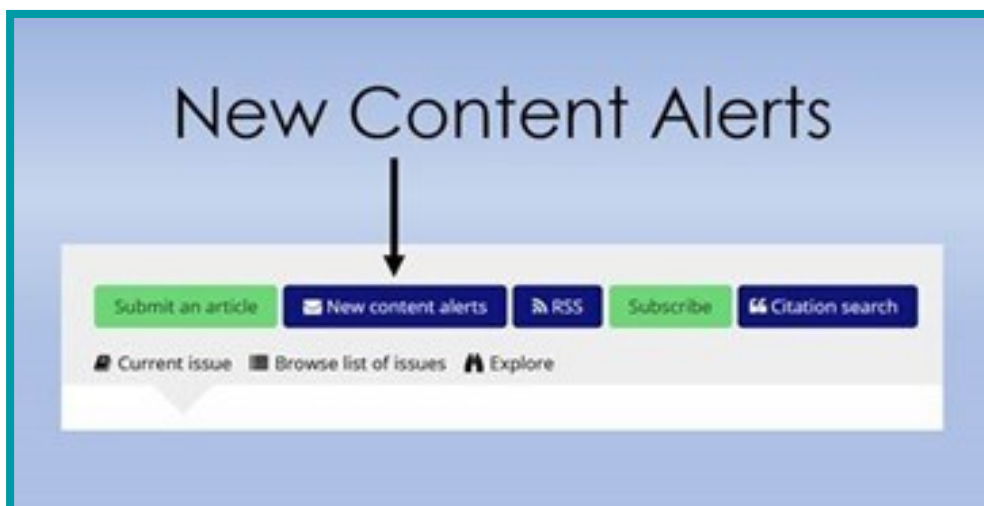 New Content Alerts
Submit an article New content alerts RSS Subscribe Citation search
Current issue Browse list of issues Explore